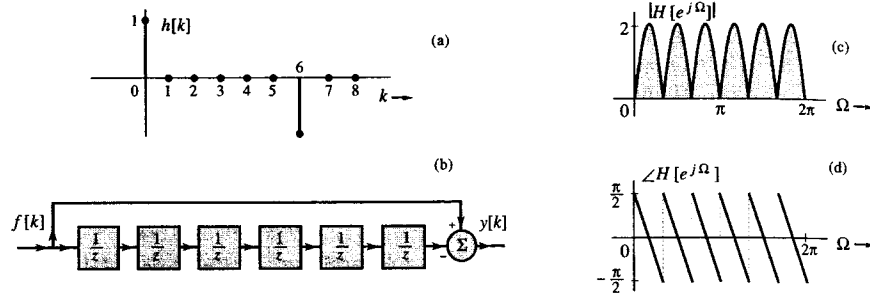 1
h[k]
(a)
6
0
1 2 3 4 5 7 8
k
(b)
f[k]
1/z 1/z 1/z 1/z 1/z 1/z
+
Σ
−
y[k]
|H[e^{jΩ}]|
2
(c)
0
π
2π
Ω
∠H[e^{jΩ}]
(d)
π/2
0
2π
Ω
−π/2